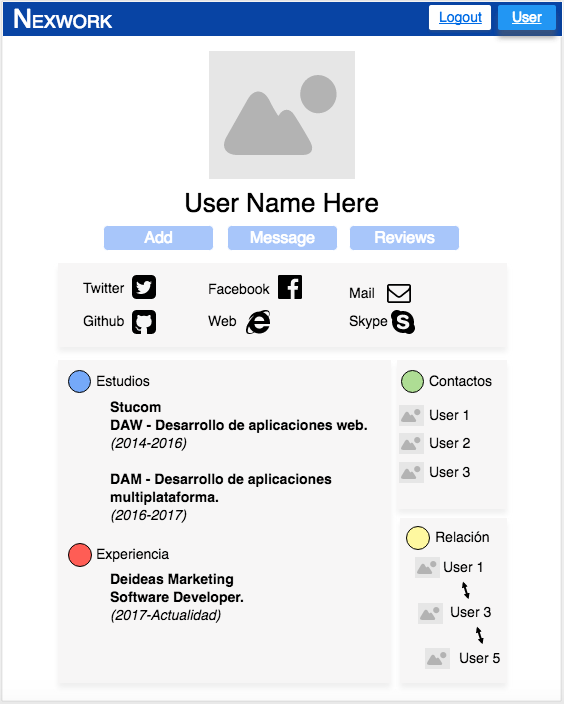 NEXWORK
Logout
User
User Name Here
Add
Message
Reviews
Twitter
Facebook
Mail
Github
Web
Skype
Estudios
Stucom
DAW - Desarrollo de aplicaciones web.
(2014-2016)
DAM - Desarrollo de aplicaciones
multiplataforma.
(2016-2017)
Experiencia
Deideas Marketing
Software Developer.
(2017-Actualidad)
Contactos
User 1
User 2
User 3
Relación
User 1
User 3
User 5